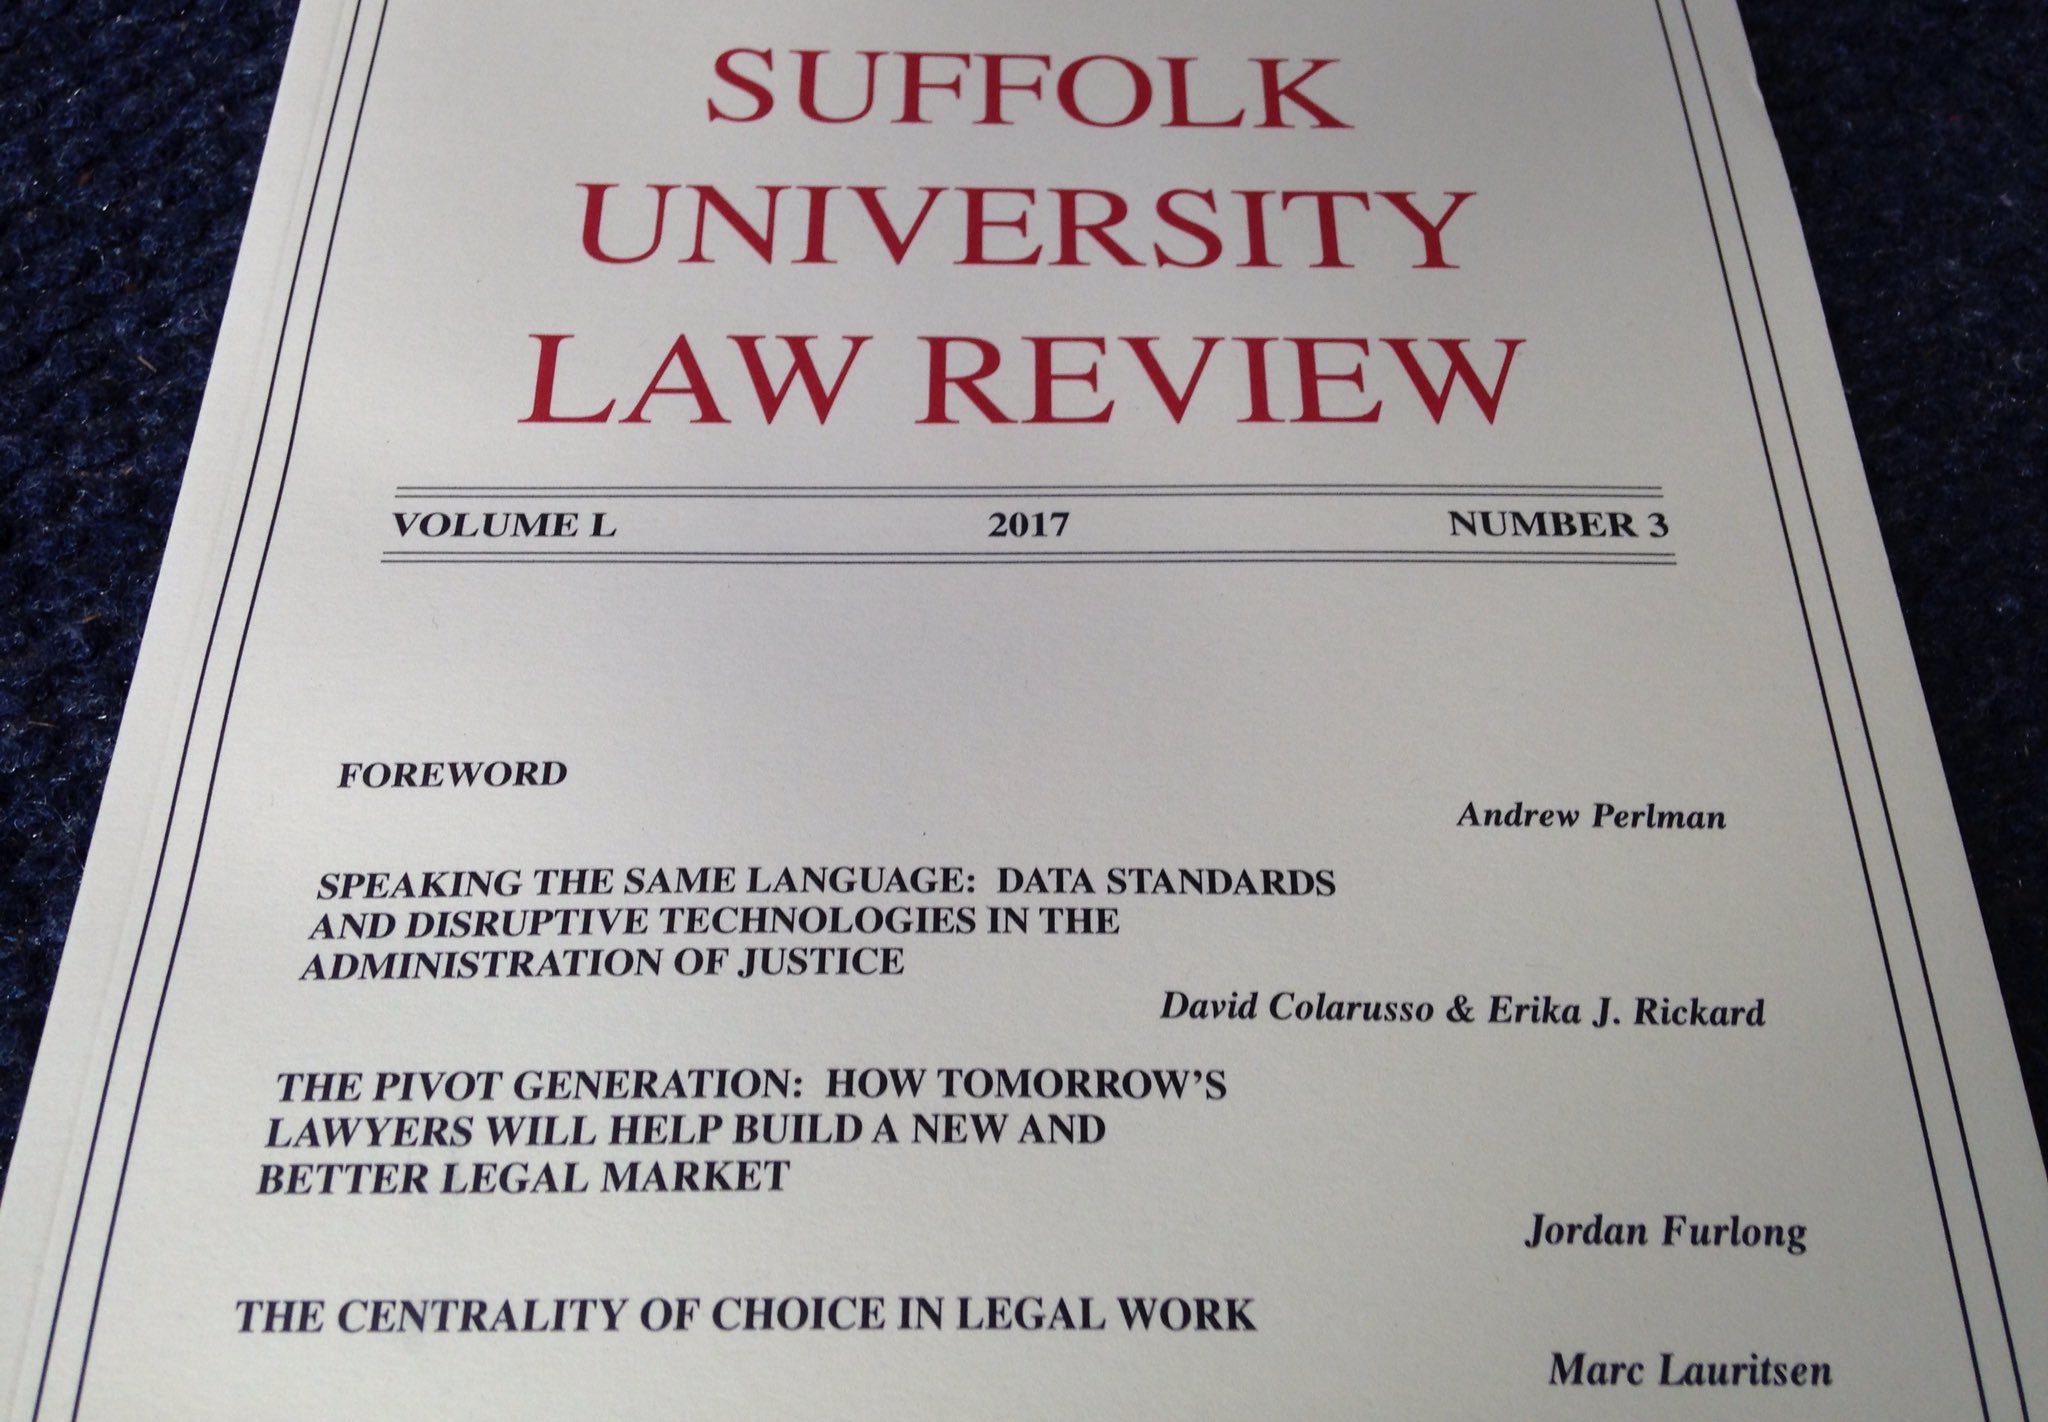 SUFFOLK
UNIVERSITY
LAW REVIEW
VOLUME L 2017 NUMBER 3
FOREWORD
Andrew Perlman
SPEAKING THE SAME LANGUAGE: DATA STANDARDS
AND DISRUPTIVE TECHNOLOGIES IN THE
ADMINISTRATION OF JUSTICE
David Colarusso & Erika J. Rickard
THE PIVOT GENERATION: HOW TOMORROW'S
LAWYERS WILL HELP BUILD A NEW AND
BETTER LEGAL MARKET
Jordan Furlong
THE CENTRALITY OF CHOICE IN LEGAL WORK
Marc Lauritsen